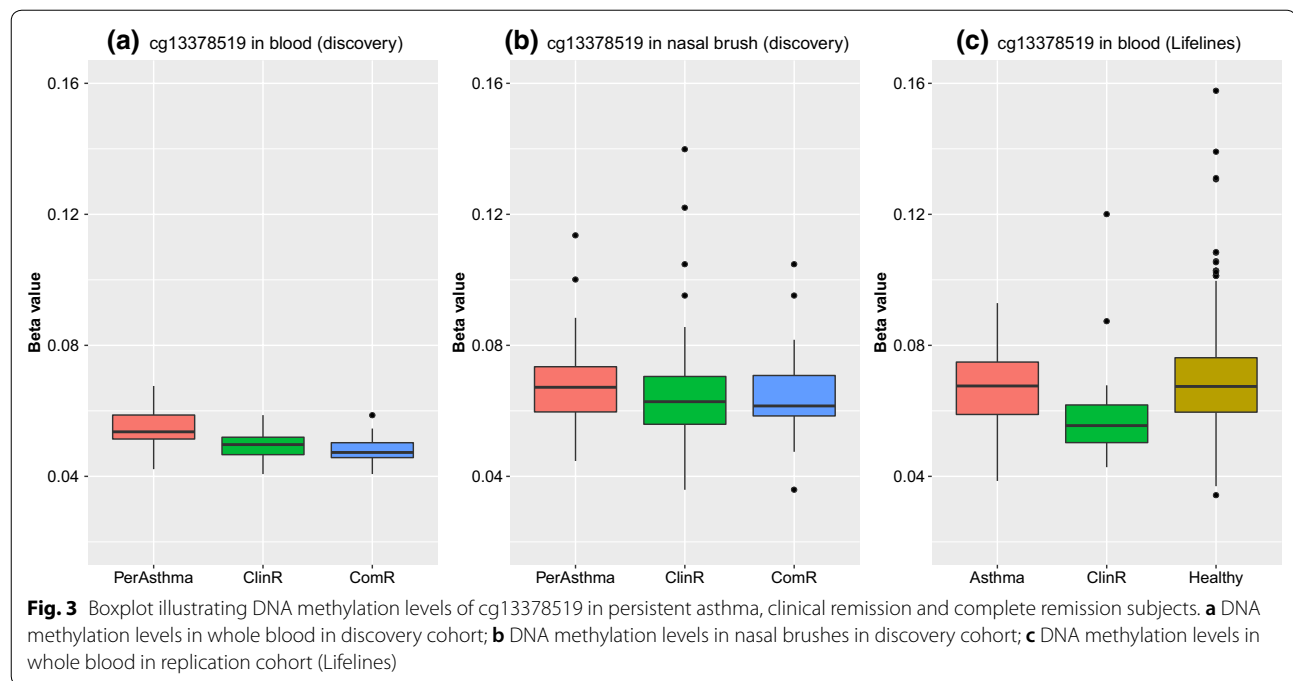 (a) cg13378519 in blood (discovery)
(b) cg13378519 in nasal brush (discovery)
(c) cg13378519 in blood (Lifelines)
0.16
0.12
0.08
0.04
Beta value
PerAsthma ClinR ComR
0.16
0.12
0.08
0.04
Beta value
PerAsthma ClinR ComR
0.16
0.12
0.08
0.04
Beta value
Asthma ClinR Healthy
Fig. 3 Boxplot illustrating DNA methylation levels of cg13378519 in persistent asthma, clinical remission and complete remission subjects. a DNA
methylation levels in whole blood in discovery cohort; b DNA methylation levels in nasal brushes in discovery cohort; c DNA methylation levels in
whole blood in replication cohort (Lifelines)